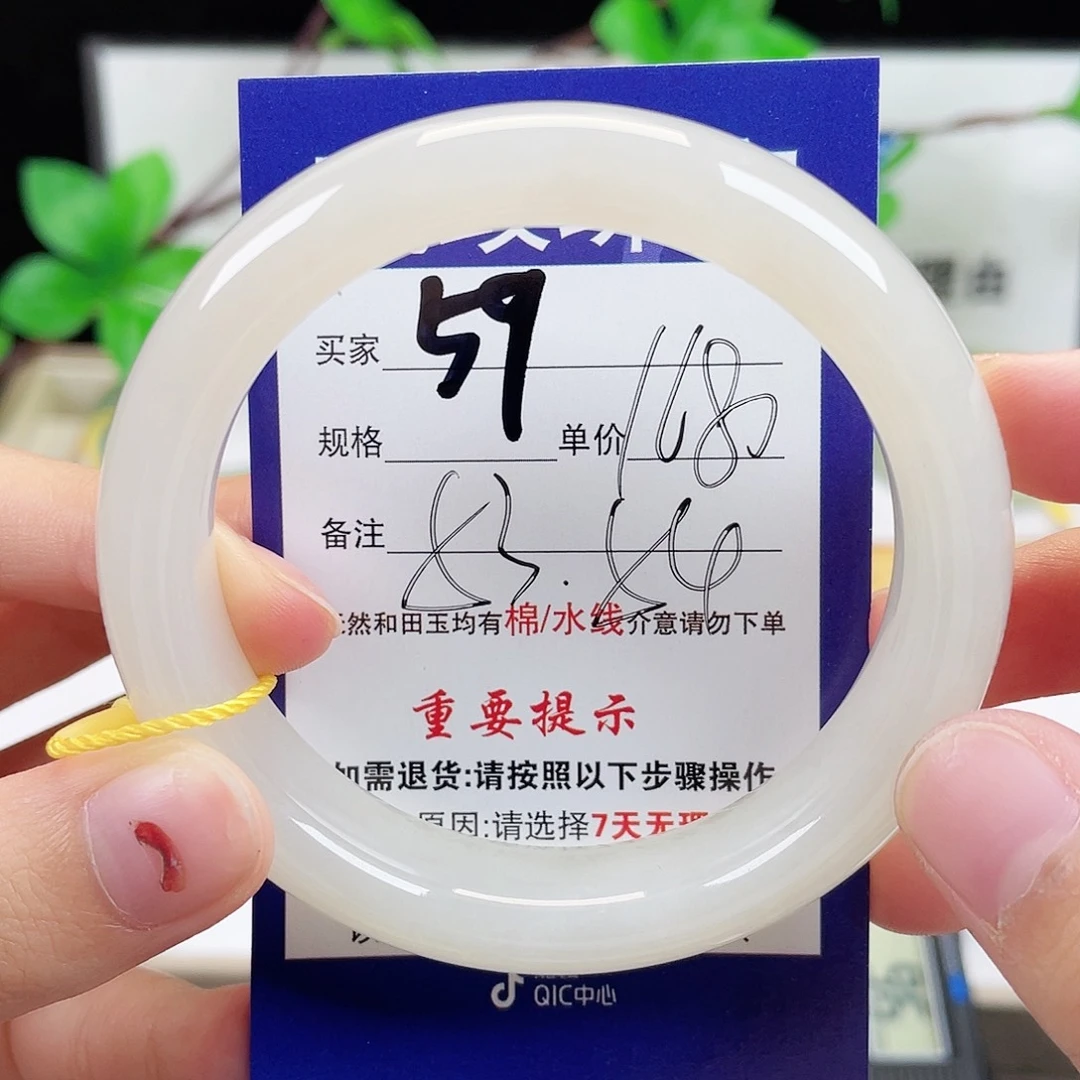 买家 59
规格 单价 1180
备注
然和田玉均有棉/水线介意请勿下单
重要提示
如需退货:请按照以下步骤操作
原因:请选择7天无理
QIC中心